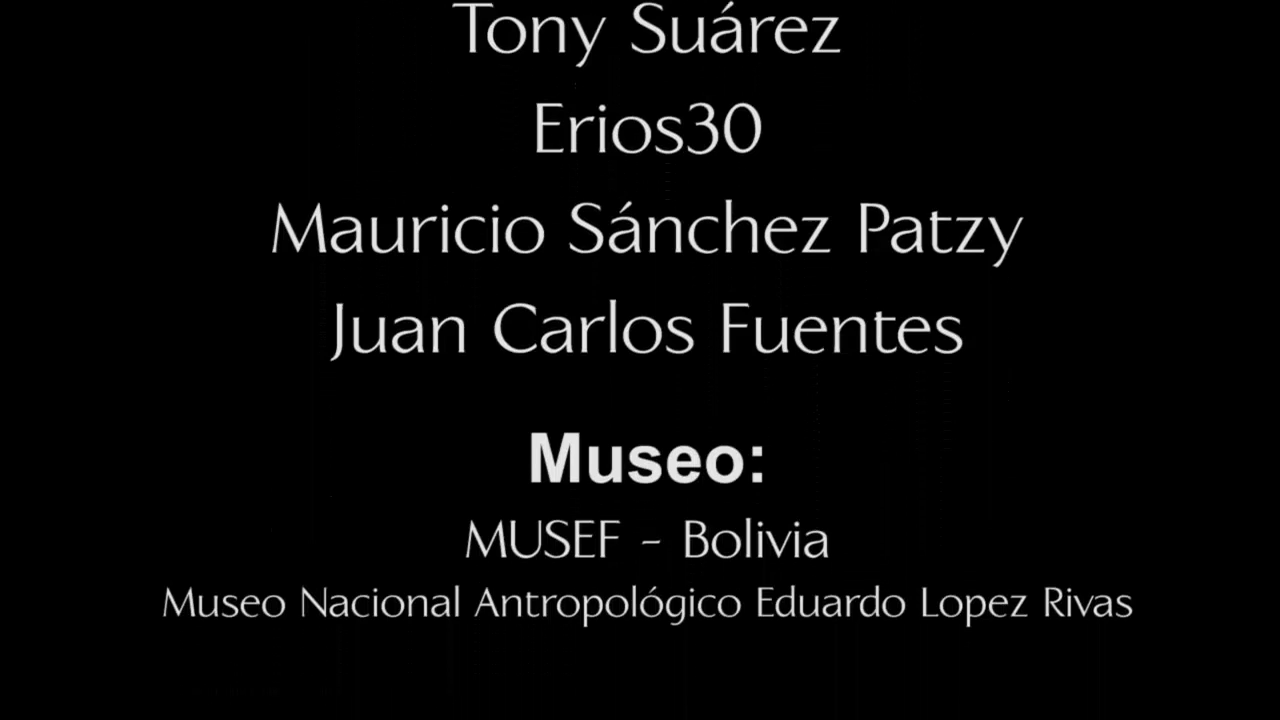 Tony Suárez
Erios30
Mauricio Sánchez Patzy
Juan Carlos Fuentes
Museo:
MUSEF - Bolivia
Museo Nacional Antropológico Eduardo Lopez Rivas